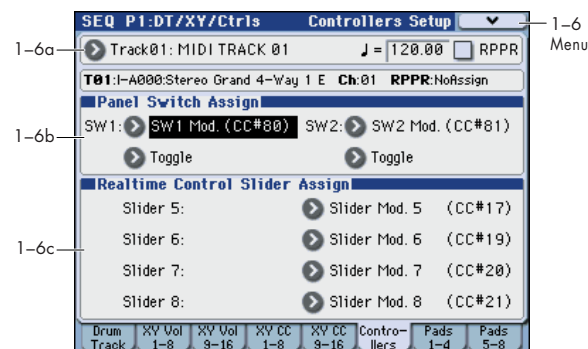 SEQ P1:DT/XY/Ctrls Controllers Setup
1–6
Menu
1–6a
Track01: MIDI TRACK 01 ♩ = 120.00 RPPR
T01:I-A000:Stereo Grand 4-Way 1 E Ch:01 RPPR:NoAssign
Panel Switch Assign
1–6b
SW1: SW1 Mod. (CC#80) SW2: SW2 Mod. (CC#81)
Toggle Toggle
Realtime Control Slider Assign
Slider 5: Slider Mod. 5 (CC#17)
1–6c
Slider 6: Slider Mod. 6 (CC#19)
Slider 7: Slider Mod. 7 (CC#20)
Slider 8: Slider Mod. 8 (CC#21)
Drum XY Vol XY Vol XY CC XY CC Contro- Pads Pads
Track 1-8 9-16 1-8 9-16 llers 1-4 5-8